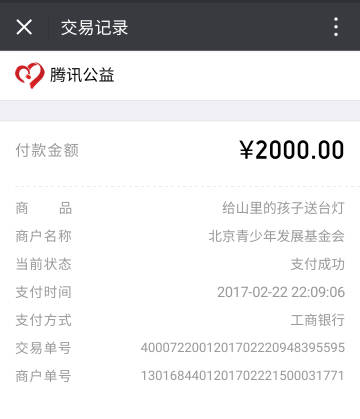 交易记录
腾讯公益
付款金额 ¥2000.00
商 品 给山里的孩子送台灯
商户名称 北京青少年发展基金会
当前状态 支付成功
支付时间 2017-02-22 22:09:06
支付方式 工商银行
交易单号 4000722001201702220948395595
商户单号 1301684401201702221500031771